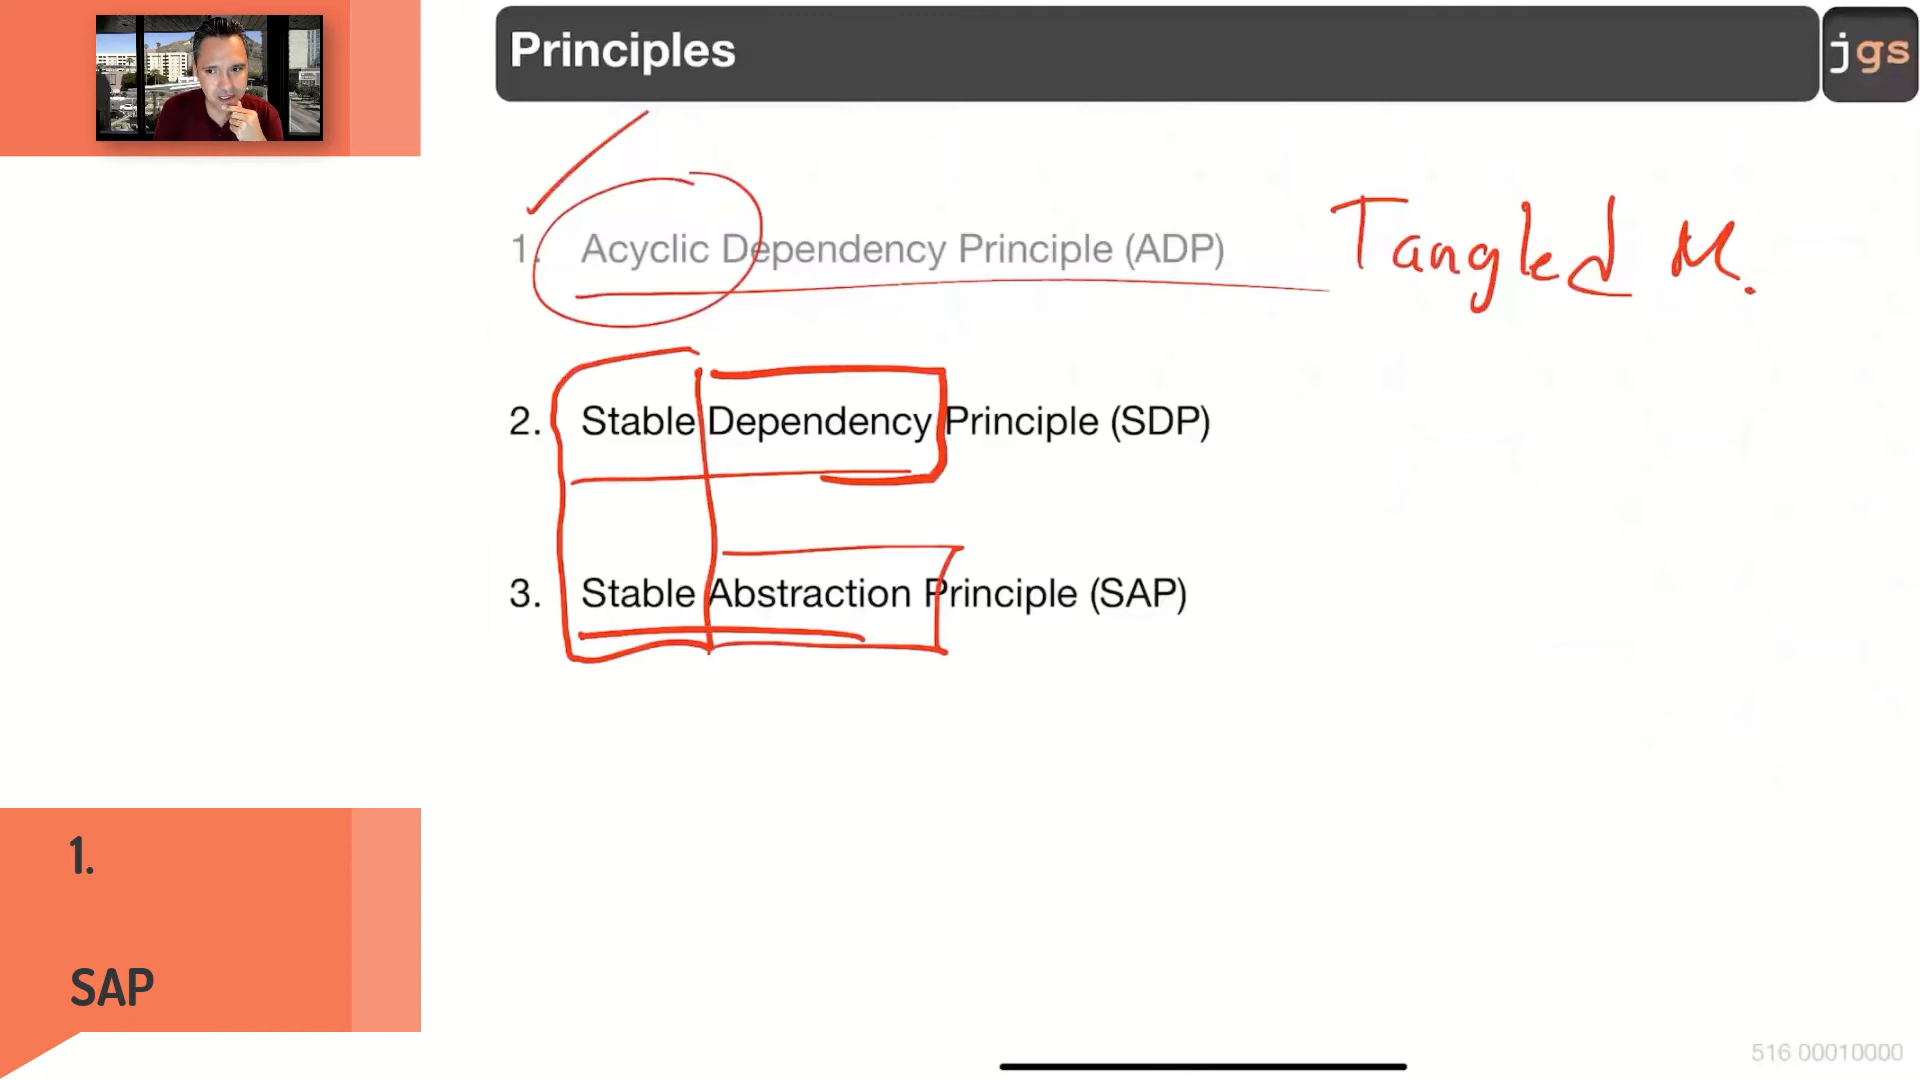 Principles
jgs
1. Acyclic Dependency Principle (ADP)
Tangled M.
2. Stable Dependency Principle (SDP)
3. Stable Abstraction Principle (SAP)
1.
SAP
516 00010000